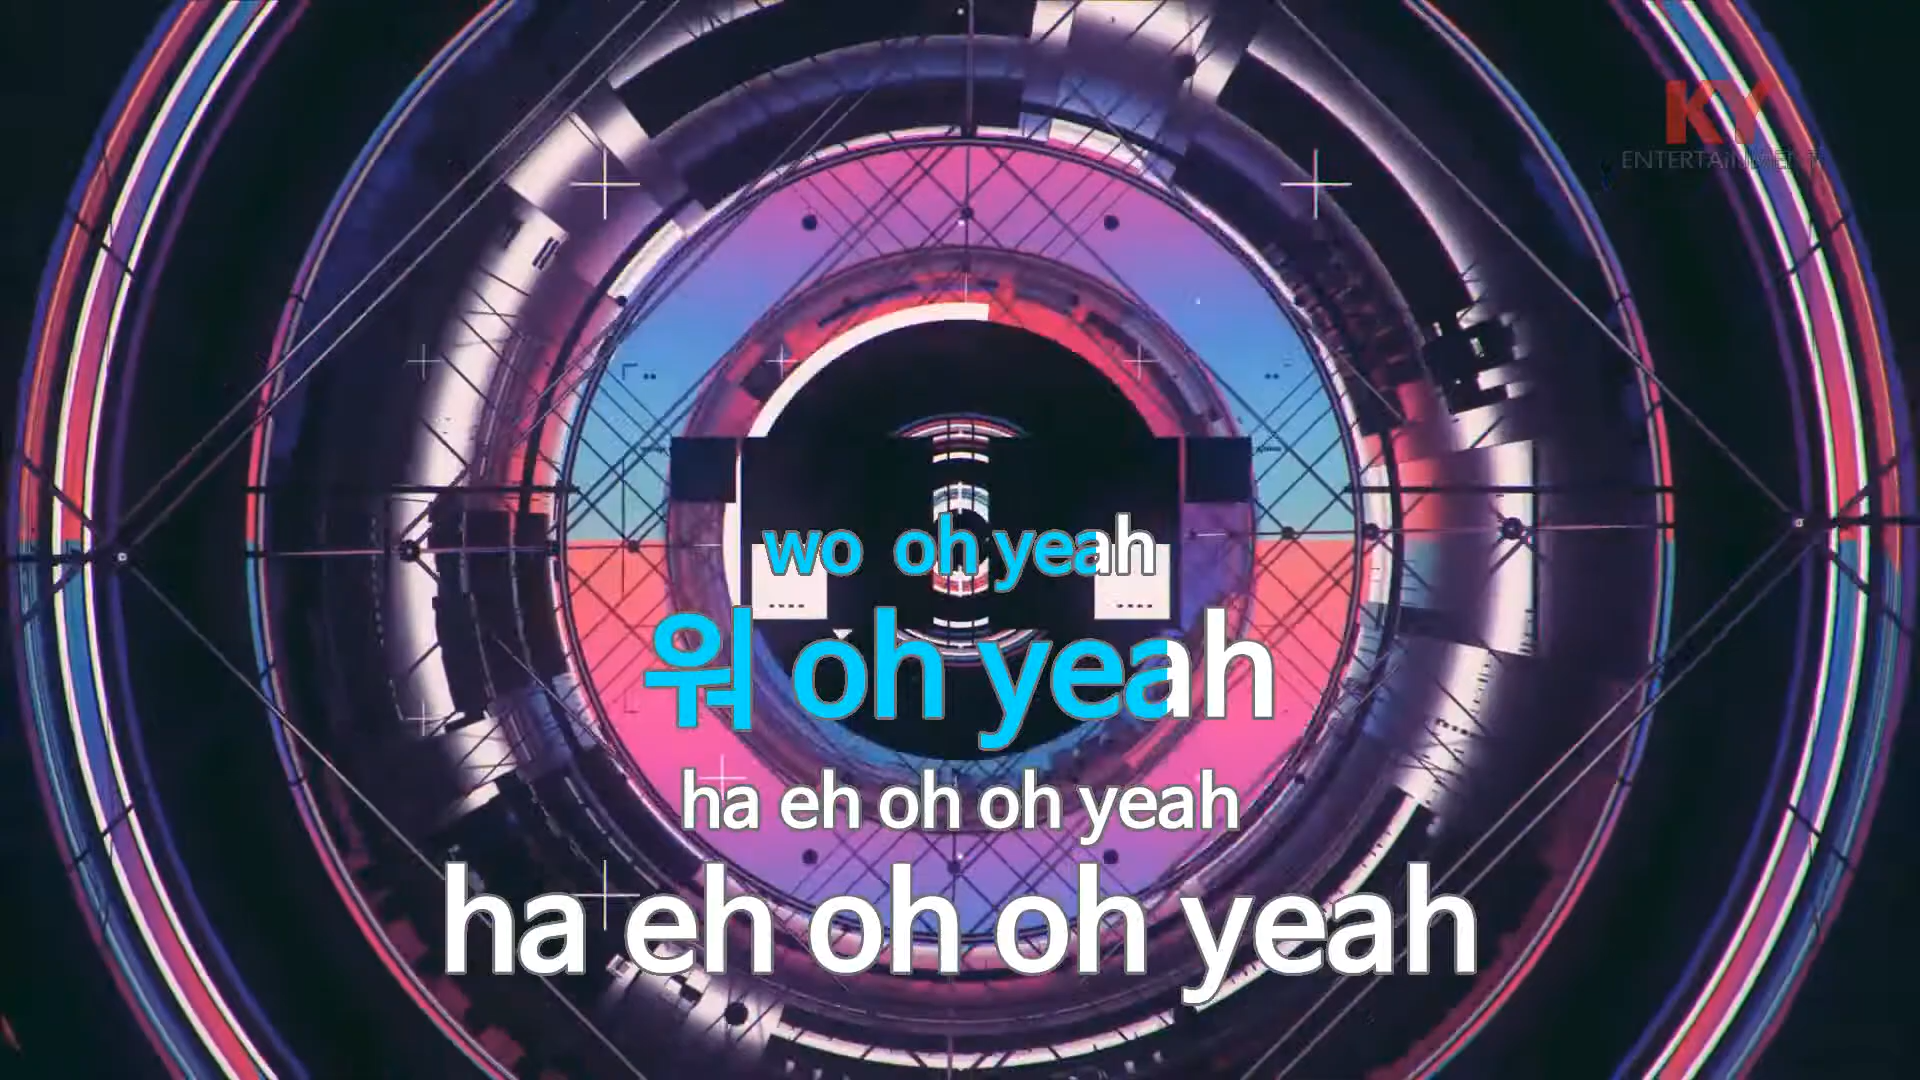 KY
ENTERTAINMENT
wo oh yeah
워 oh yeah
ha eh oh oh yeah
ha eh oh oh yeah